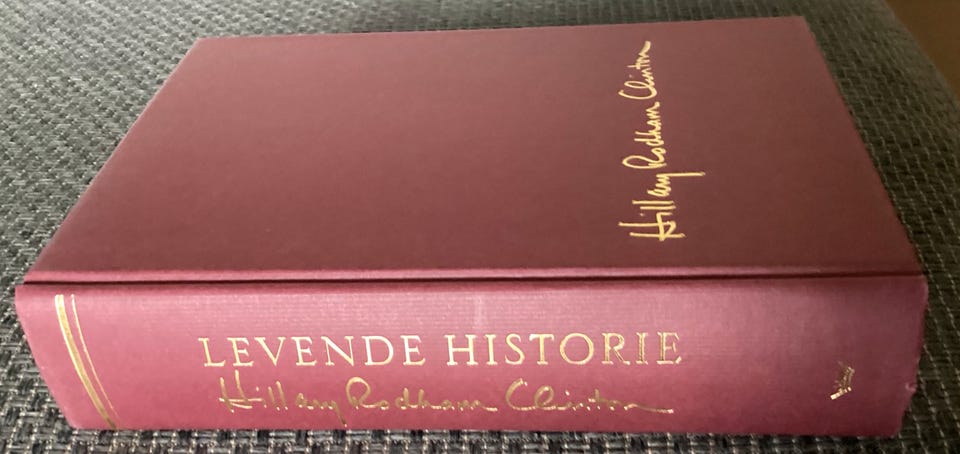 Hillary Rodham Clinton
LEVENDE HISTORIE
Hillary Rodham Clinton